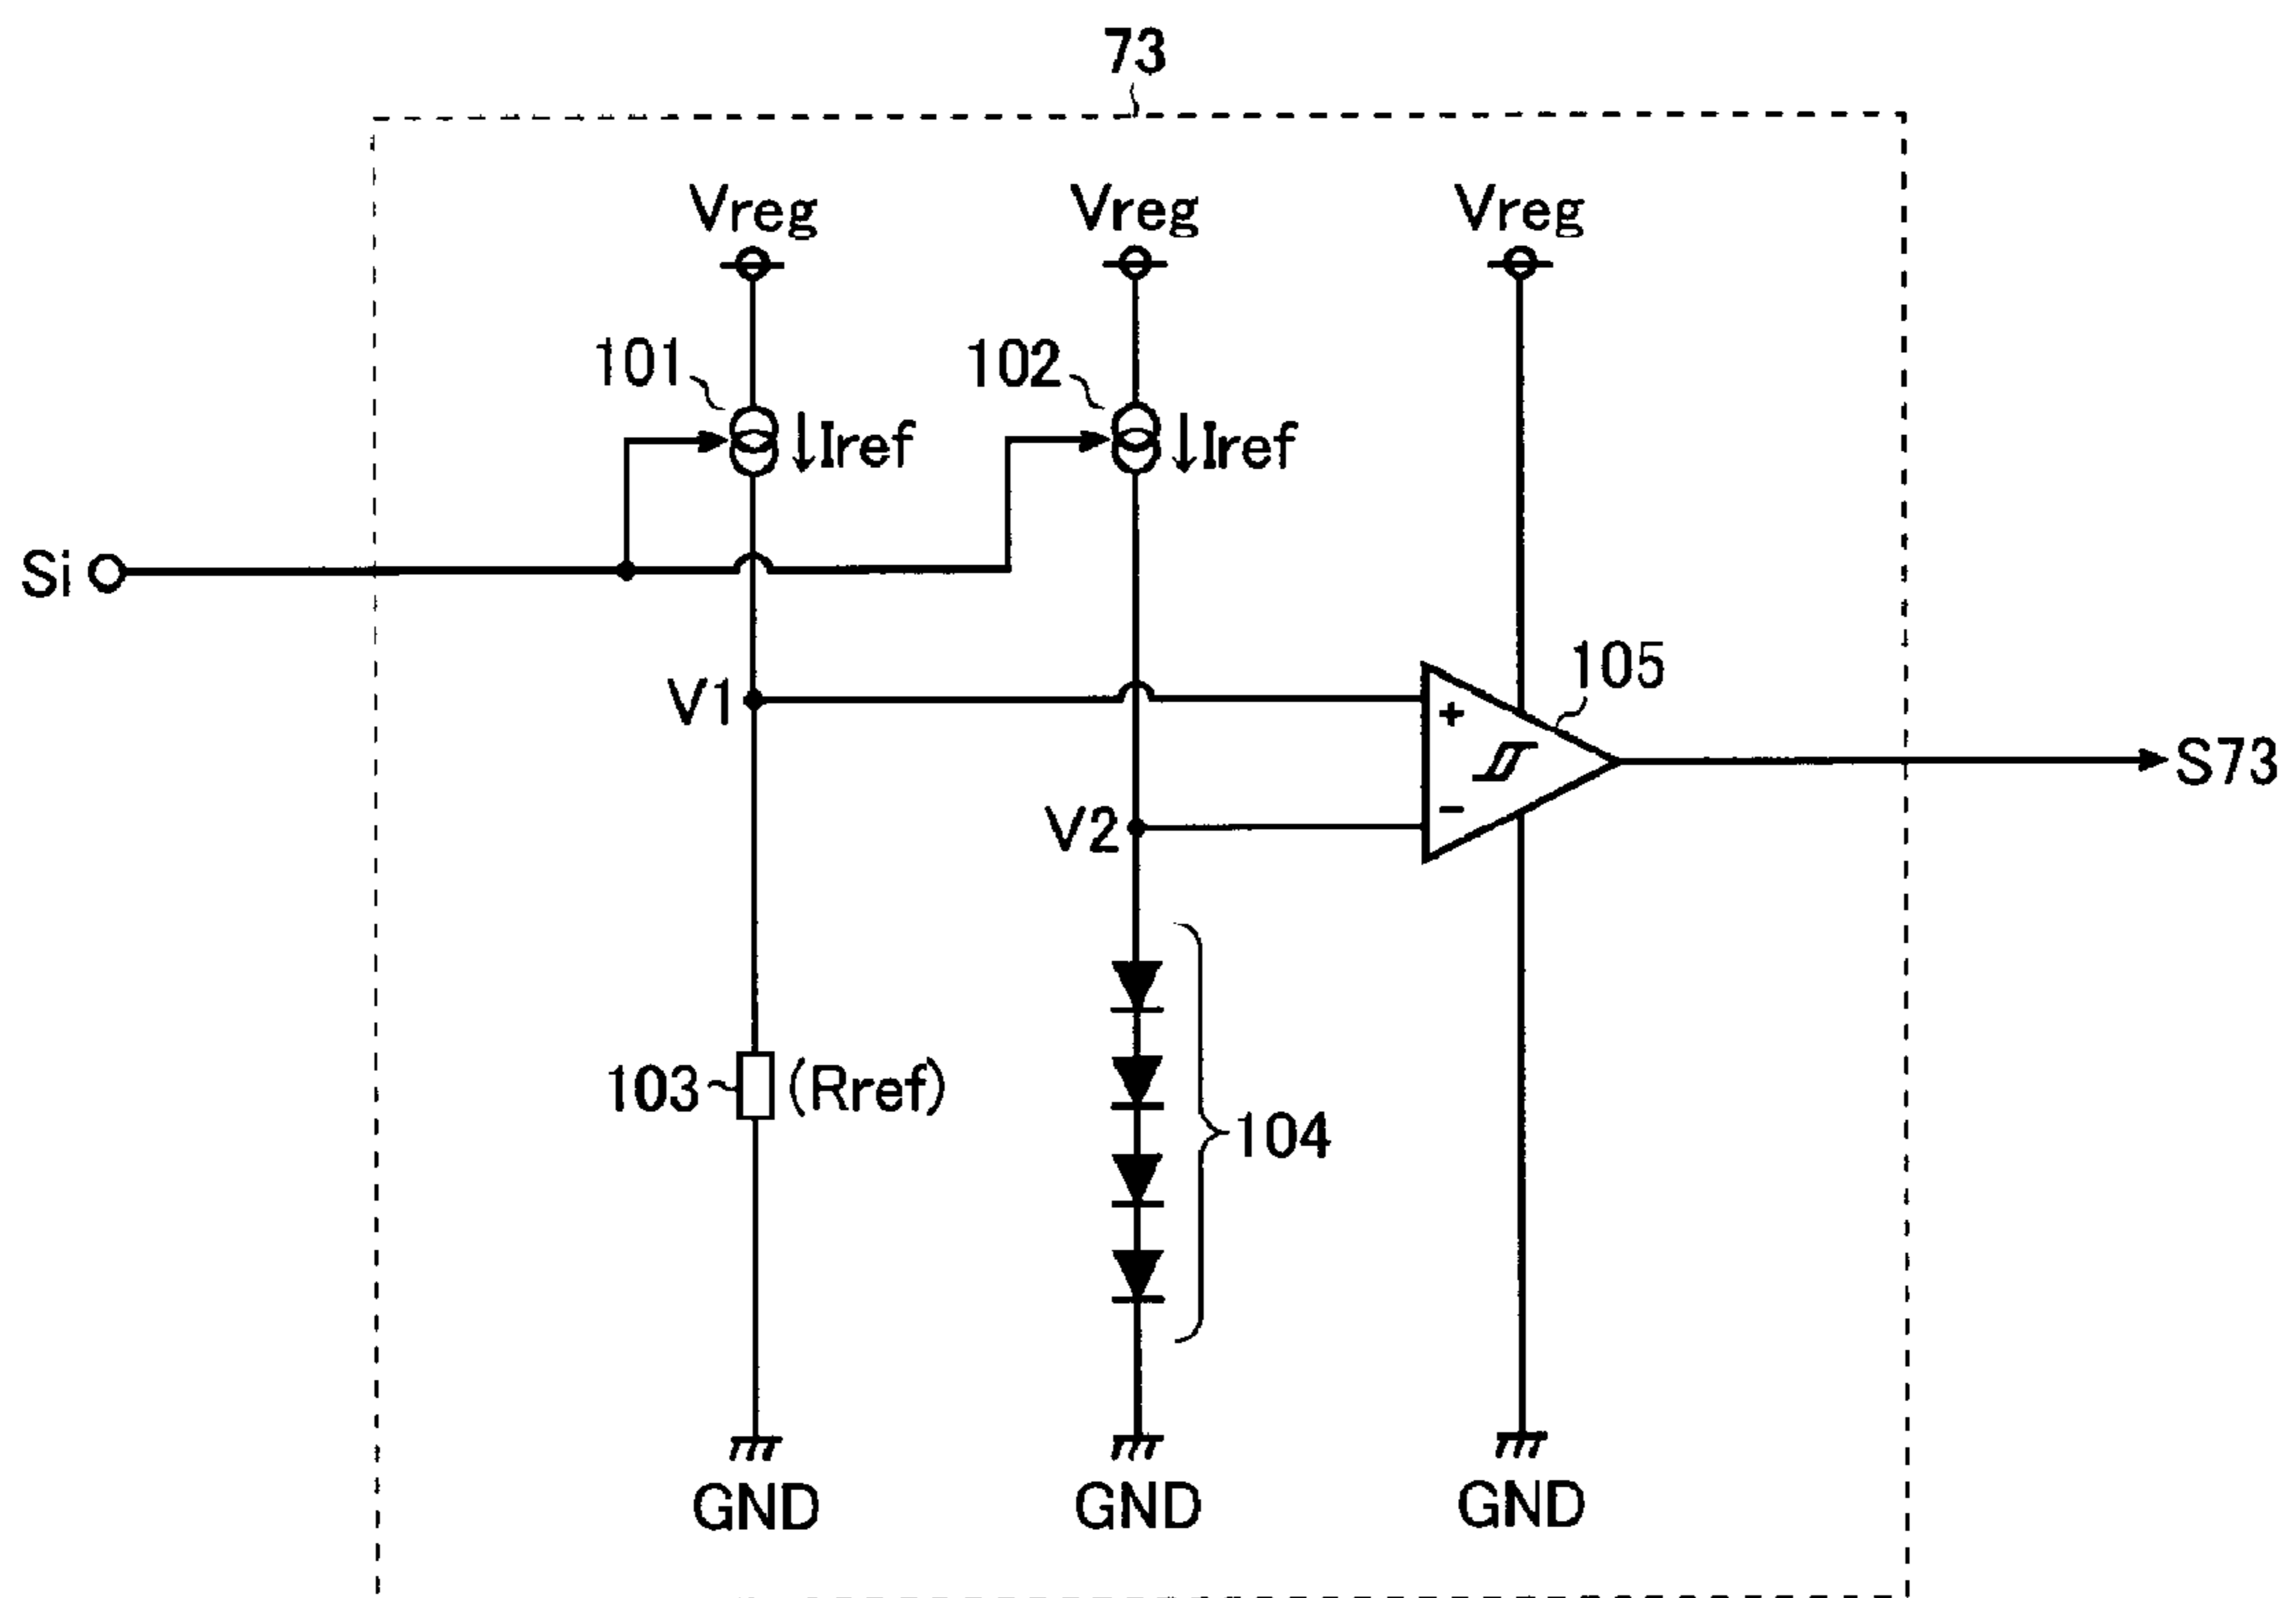 73
Vreg Vreg Vreg
101 102
Iref Iref
Si
105
V1
+
S73
V2
-
103 (Rref) 104
GND GND GND